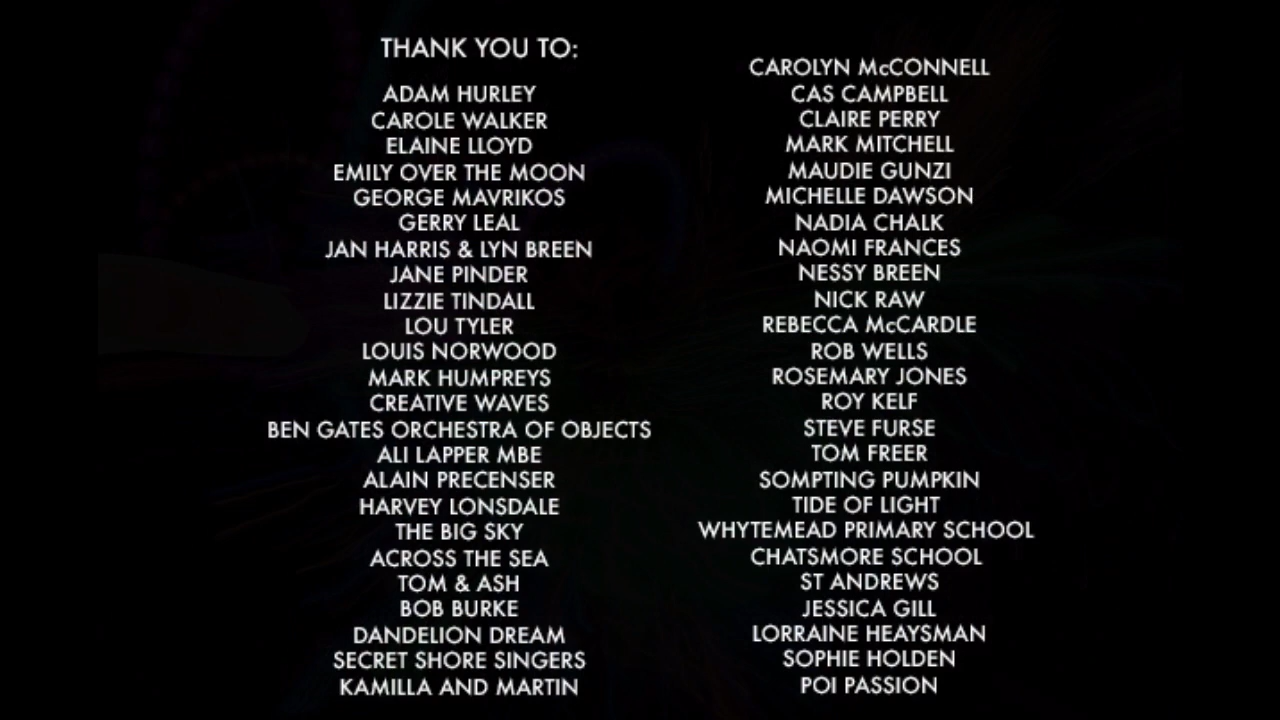 THANK YOU TO:
ADAM HURLEY
CAROLE WALKER
ELAINE LLOYD
EMILY OVER THE MOON
GEORGE MAVRIKOS
GERRY LEAL
JAN HARRIS & LYN BREEN
JANE PINDER
LIZZIE TINDALL
LOU TYLER
LOUIS NORWOOD
MARK HUMPREYS
CREATIVE WAVES
BEN GATES ORCHESTRA OF OBJECTS
ALI LAPPER MBE
ALAIN PRECENSER
HARVEY LONSDALE
THE BIG SKY
ACROSS THE SEA
TOM & ASH
BOB BURKE
DANDELION DREAM
SECRET SHORE SINGERS
KAMILLA AND MARTIN
CAROLYN McCONNELL
CAS CAMPBELL
CLAIRE PERRY
MARK MITCHELL
MAUDIE GUNZI
MICHELLE DAWSON
NADIA CHALK
NAOMI FRANCES
NESSY BREEN
NICK RAW
REBECCA McCARDLE
ROB WELLS
ROSEMARY JONES
ROY KELF
STEVE FURSE
TOM FREER
SOMPTING PUMPKIN
TIDE OF LIGHT
WHYTEMEAD PRIMARY SCHOOL
CHATSMORE SCHOOL
ST ANDREWS
JESSICA GILL
LORRAINE HEAYSMAN
SOPHIE HOLDEN
POI PASSION